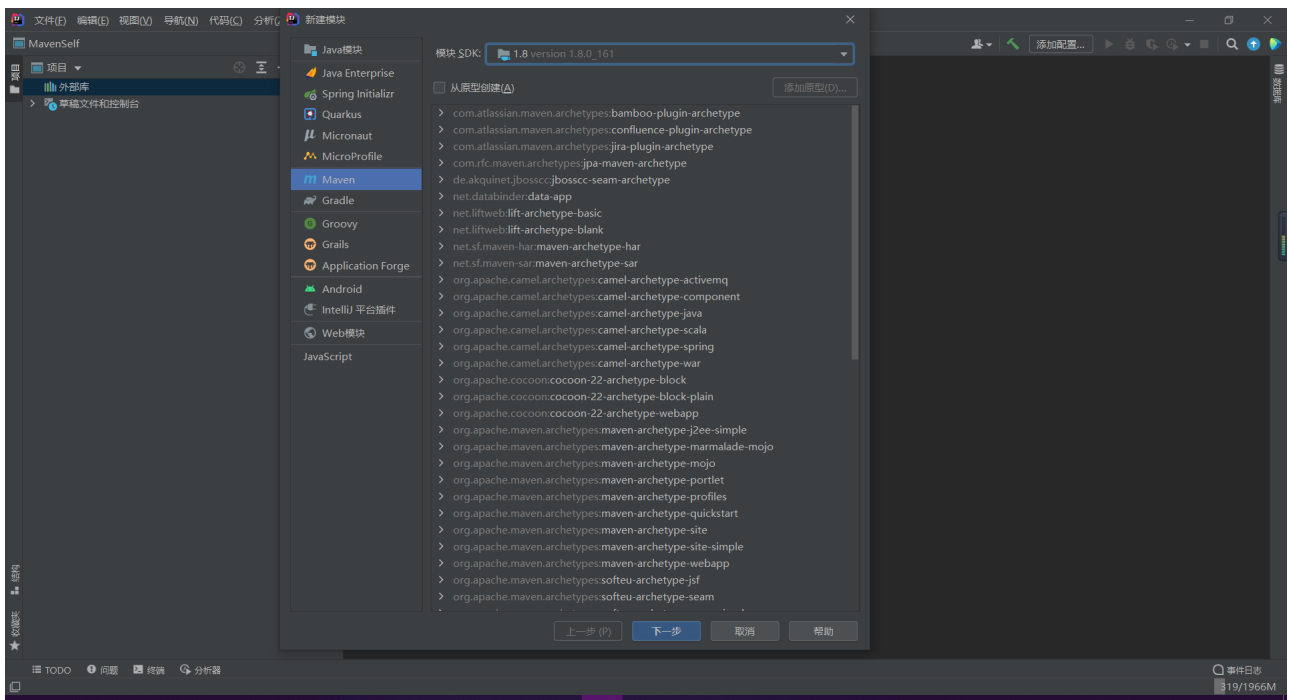 文件(F) 编辑(E) 视图(V) 导航(N) 代码(C) 分析(
新建模块
MavenSelf
添加配置...
项目
外部库
草稿文件和控制台
项目
结构
收藏夹
数据库
Java模块
Java Enterprise
Spring Initializr
Quarkus
Micronaut
MicroProfile
Maven
Gradle
Groovy
Grails
Application Forge
Android
IntelliJ 平台插件
Web模块
JavaScript
模块 SDK: 1.8 version 1.8.0_161
从原型创建(A) 添加原型(D)...
com.atlassian.maven.archetypes:bamboo-plugin-archetype
com.atlassian.maven.archetypes:confluence-plugin-archetype
com.atlassian.maven.archetypes:jira-plugin-archetype
com.rfc.maven.archetypes:jpa-maven-archetype
de.akquinet.jbosscc:jbosscc-seam-archetype
net.databinder:data-app
net.liftweb:lift-archetype-basic
net.liftweb:lift-archetype-blank
net.sf.maven-har:maven-archetype-har
net.sf.maven-sar:maven-archetype-sar
org.apache.camel.archetypes:camel-archetype-activemq
org.apache.camel.archetypes:camel-archetype-component
org.apache.camel.archetypes:camel-archetype-java
org.apache.camel.archetypes:camel-archetype-scala
org.apache.camel.archetypes:camel-archetype-spring
org.apache.camel.archetypes:camel-archetype-war
org.apache.cocoon:cocoon-22-archetype-block
org.apache.cocoon:cocoon-22-archetype-block-plain
org.apache.cocoon:cocoon-22-archetype-webapp
org.apache.maven.archetypes:maven-archetype-j2ee-simple
org.apache.maven.archetypes:maven-archetype-marmalade-mojo
org.apache.maven.archetypes:maven-archetype-mojo
org.apache.maven.archetypes:maven-archetype-portlet
org.apache.maven.archetypes:maven-archetype-profiles
org.apache.maven.archetypes:maven-archetype-quickstart
org.apache.maven.archetypes:maven-archetype-site
org.apache.maven.archetypes:maven-archetype-site-simple
org.apache.maven.archetypes:maven-archetype-webapp
org.apache.maven.archetypes:softeu-archetype-jsf
org.apache.maven.archetypes:softeu-archetype-seam
上一步 (P) 下一步 取消 帮助
TODO 问题 终端 分析器 事件日志
319/1966M